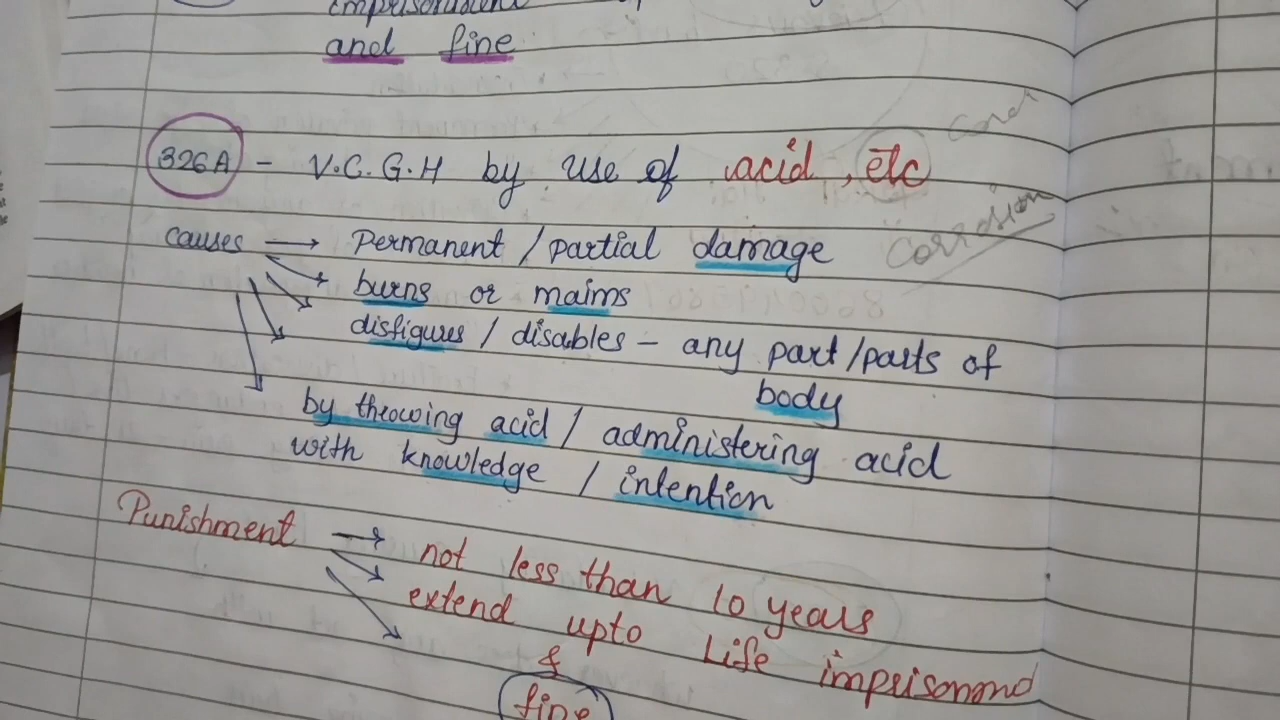 imprisonment
and fine
326A - V.C.G.H by use of acid, etc
Corrosion
causes → Permanent / partial damage
burns or maims
disfigures / disables - any part/parts of
body
by throwing acid / administering acid
with knowledge / intention
Punishment → not less than 10 years
extend upto Life imprisonmnd
&
fine